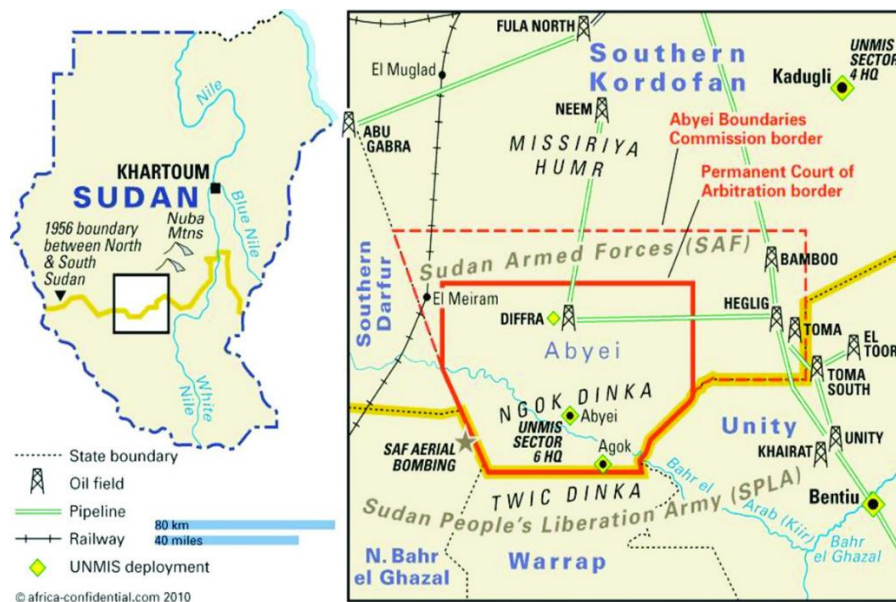 Nile
KHARTOUM
SUDAN
Blue Nile
Nuba
Mtns
1956 boundary
between North
& South
Sudan
White
Nile
State boundary
Oil field
Pipeline
80 km
40 miles
Railway
UNMIS deployment
© africa-confidential.com 2010
FULA NORTH
Southern
Kordofan
UNMIS
SECTOR
4 HQ
El Muglad
Kadugli
NEEM
ABU
GABRA
Abyei Boundaries
Commission border
MISSIRIYA
HUMR
Permanent Court of
Arbitration border
Southern
Darfur
Sudan Armed Forces (SAF)
BAMBOO
El Meiram
HEGLIG
DIFFRA
TOMA
EL
TOOR
Abyei
TOMA
SOUTH
NGOK DINKA
Abyei
UNMIS
SECTOR
6 HQ
Agok
Unity
SAF AERIAL
BOMBING
KHAIRAT
UNITY
TWIC DINKA
Bahr el
Arab (Kiir)
Sudan People's Liberation Army (SPLA)
Bentiu
Bahr
el Ghazal
N. Bahr
el Ghazal
Warrap